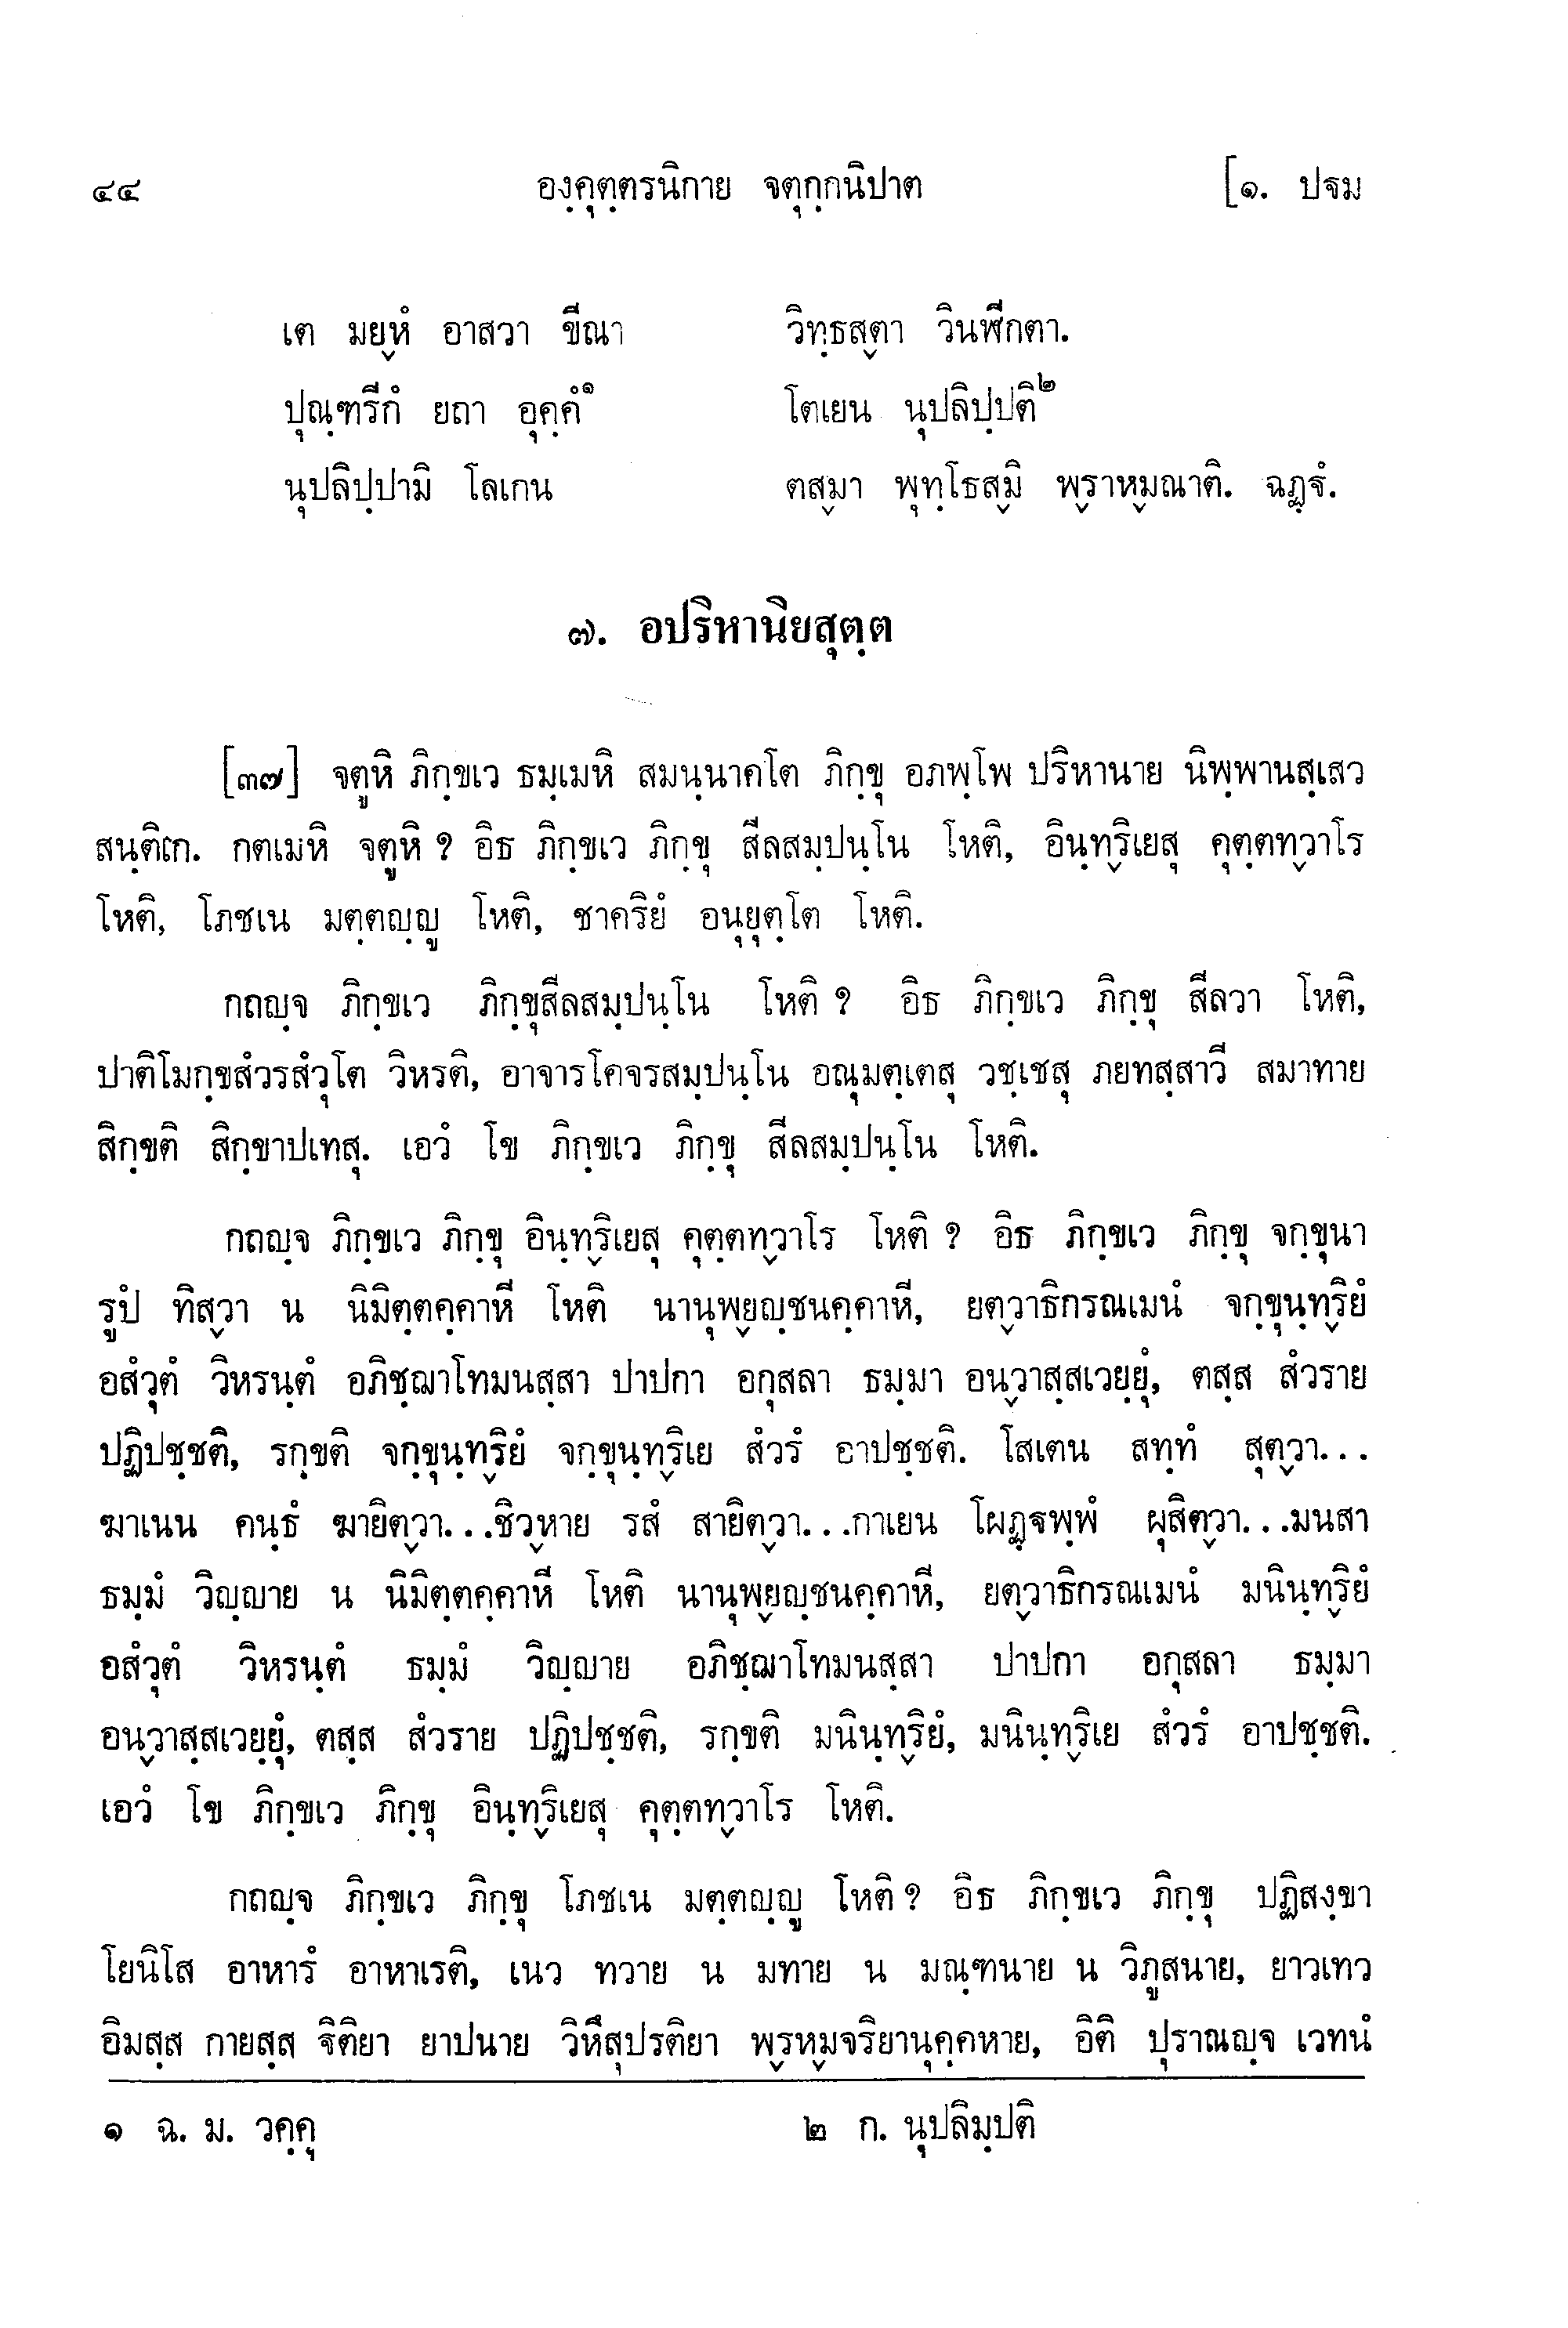 ๔๔ องฺคุตฺตรนิกาย จตุกฺกนิปาต [๑. ปฐม
เต มย๎หํ อาสวา ขีณา วิทฺธส๎ตา วินฬีกตา.
ปุณฺฑรีกํ ยถา อุคฺคํ๑ โตเยน นุปลิปฺปติ๒
นุปลิปฺปามิ โลเกน ตส๎มา พุทฺโธส๎มิ พ๎ราห๎มณาติ. ฉฏฺฐํ.
๗. อปริหานิยสุตฺต
[๓๗] จตูหิ ภิกฺขเว ธมฺเมหิ สมนฺนาคโต ภิกฺขุ อภพฺโพ ปริหานาย นิพฺพานสฺเสว
สนฺติเก. กตเมหิ จตูหิ ? อิธ ภิกฺขเว ภิกฺขุ สีลสมฺปนฺโน โหติ, อินฺท๎ริเยสุ คุตฺตท๎วาโร
โหติ, โภชเน มตฺตญฺญู โหติ, ชาคริยํ อนุยุตฺโต โหติ.
กถญฺจ ภิกฺขเว ภิกฺขุสีลสมฺปนฺโน โหติ ? อิธ ภิกฺขเว ภิกฺขุ สีลวา โหติ,
ปาติโมกฺขสํวรสํวุโต วิหรติ, อาจารโคจรสมฺปนฺโน อณุมตฺเตสุ วชฺเชสุ ภยทสฺสาวี สมาทาย
สิกฺขติ สิกฺขาปเทสุ. เอวํ โข ภิกฺขเว ภิกฺขุ สีลสมฺปนฺโน โหติ.
กถญฺจ ภิกฺขเว ภิกฺขุ อินฺท๎ริเยสุ คุตฺตท๎วาโร โหติ ? อิธ ภิกฺขเว ภิกฺขุ จกฺขุนา
รูปํ ทิส๎วา น นิมิตฺตคฺคาหี โหติ นานุพ๎ยญฺชนคฺคาหี, ยต๎วาธิกรณเมนํ จกฺขุนฺท๎ริยํ
อสํวุตํ วิหรนฺตํ อภิชฺฌาโทมนสฺสา ปาปกา อกุสลา ธมฺมา อน๎วาสฺสเวยฺยุํ, ตสฺส สํวราย
ปฏิปชฺชติ, รกฺขติ จกฺขุนฺท๎ริยํ จกฺขุนฺท๎ริเย สํวรํ อาปชฺชติ. โสเตน สทฺทํ สุต๎วา...
ฆาเนน คนฺธํ ฆายิต๎วา...ชิว๎หาย รสํ สายิต๎วา...กาเยน โผฏฺฐพฺพํ ผุสิต๎วา...มนสา
ธมฺมํ วิญฺญาย น นิมิตฺตคฺคาหี โหติ นานุพ๎ยญฺชนคฺคาหี, ยต๎วาธิกรณเมนํ มนินฺท๎ริยํ
อสํวุตํ วิหรนฺตํ ธมฺมํ วิญฺญาย อภิชฺฌาโทมนสฺสา ปาปกา อกุสลา ธมฺมา
อน๎วาสฺสเวยฺยุํ, ตสฺส สํวราย ปฏิปชฺชติ, รกฺขติ มนินฺท๎ริยํ, มนินฺท๎ริเย สํวรํ อาปชฺชติ.
เอวํ โข ภิกฺขเว ภิกฺขุ อินฺท๎ริเยสุ คุตฺตท๎วาโร โหติ.
กถญฺจ ภิกฺขเว ภิกฺขุ โภชเน มตฺตญฺญู โหติ ? อิธ ภิกฺขเว ภิกฺขุ ปฏิสงฺขา
โยนิโส อาหารํ อาหาเรติ, เนว ทวาย น มทาย น มณฺฑนาย น วิภูสนาย, ยาวเทว
อิมสฺส กายสฺส ฐิติยา ยาปนาย วิหึสุปรติยา พ๎รห๎มจริยานุคฺคหาย, อิติ ปุราณญฺจ เวทนํ
๑ ฉ. ม. วคฺคุ ๒ ก. นุปลิมฺปติ